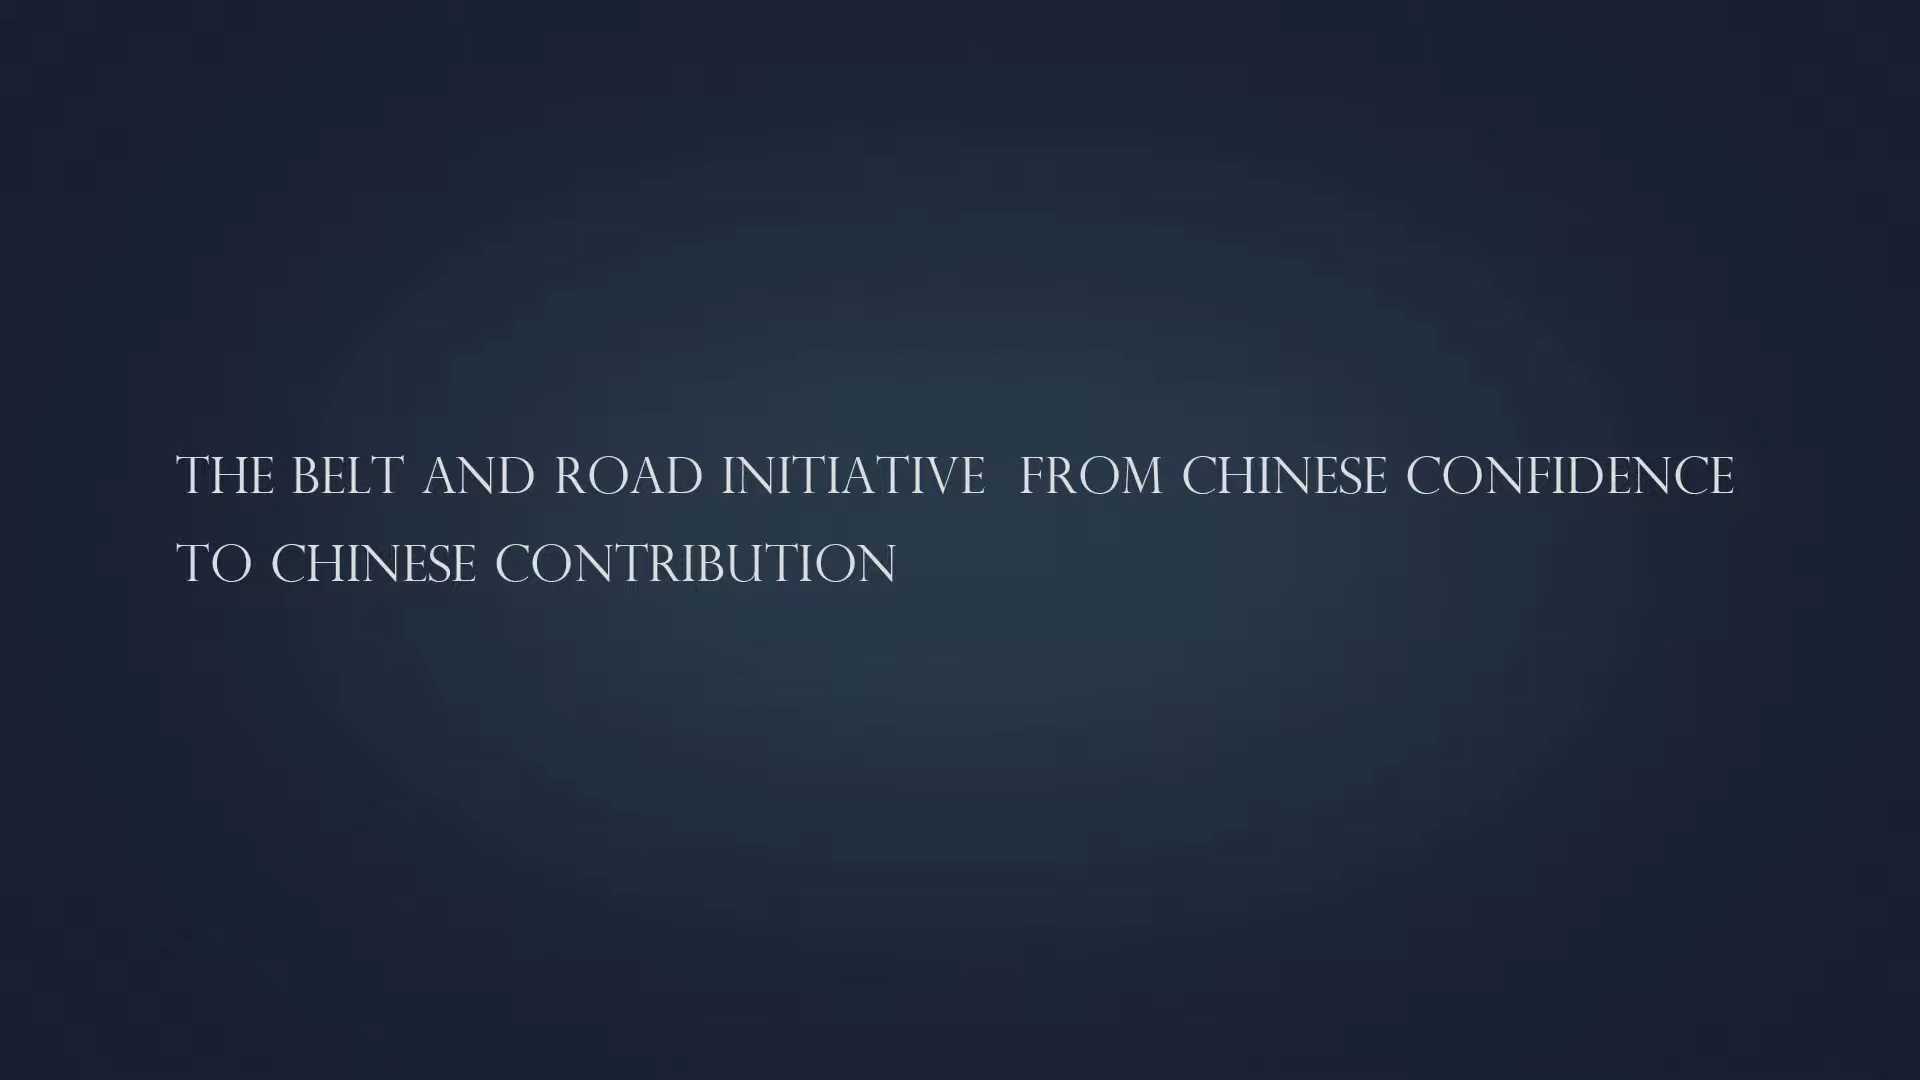 THE BELT AND ROAD INITIATIVE  FROM CHINESE CONFIDENCE
TO CHINESE CONTRIBUTION